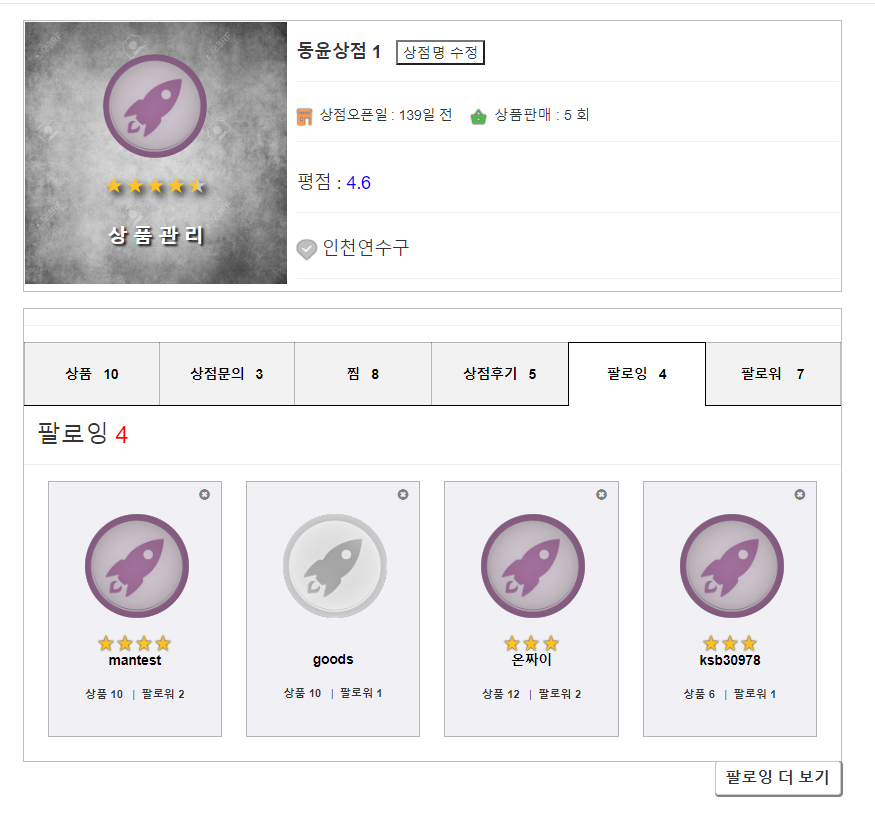 동윤상점 1 상점명 수정
상점오픈일 : 139일 전 상품판매 : 5 회
평점 : 4.6
상 품 관 리
인천연수구
상품 10 상점문의 3 찜 8 상점후기 5 팔로잉 4 팔로워 7
팔로잉 4
mantest goods 온짜이 ksb30978
상품 10 | 팔로워 2 상품 10 | 팔로워 1 상품 12 | 팔로워 2 상품 6 | 팔로워 1
팔로잉 더 보기